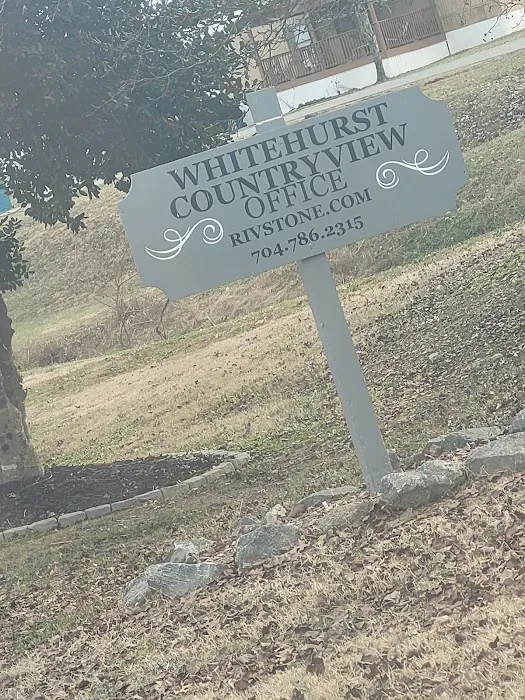 WHITEHURST
COUNTRYVIEW
OFFICE
RIVSTONE.COM
704.786.2315